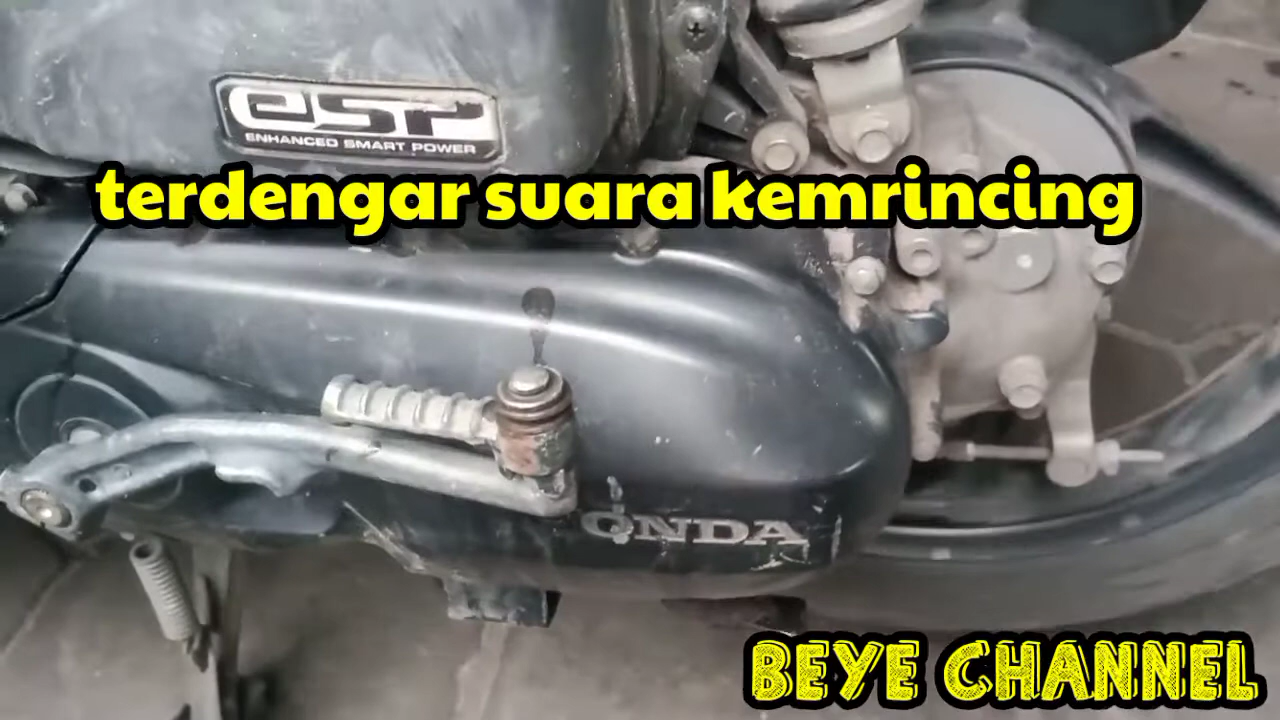 eSP
ENHANCED SMART POWER
terdengar suara kemrincing
ONDA
BEYE CHANNEL